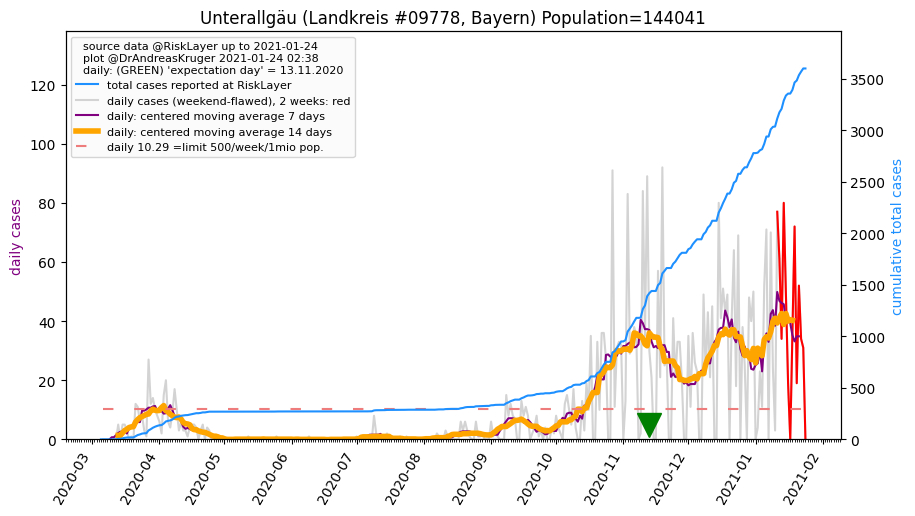 Unterallgäu (Landkreis #09778, Bayern) Population=144041
source data @RiskLayer up to 2021-01-24
plot @DrAndreasKruger 2021-01-24 02:38
daily: (GREEN) 'expectation day' = 13.11.2020
total cases reported at RiskLayer
daily cases (weekend-flawed), 2 weeks: red
daily: centered moving average 7 days
daily: centered moving average 14 days
daily 10.29 =limit 500/week/1mio pop.
daily cases
120
100
80
60
40
20
0
cumulative total cases
3500
3000
2500
2000
1500
1000
500
0
2020-03
2020-04
2020-05
2020-06
2020-07
2020-08
2020-09
2020-10
2020-11
2020-12
2021-01
2021-02